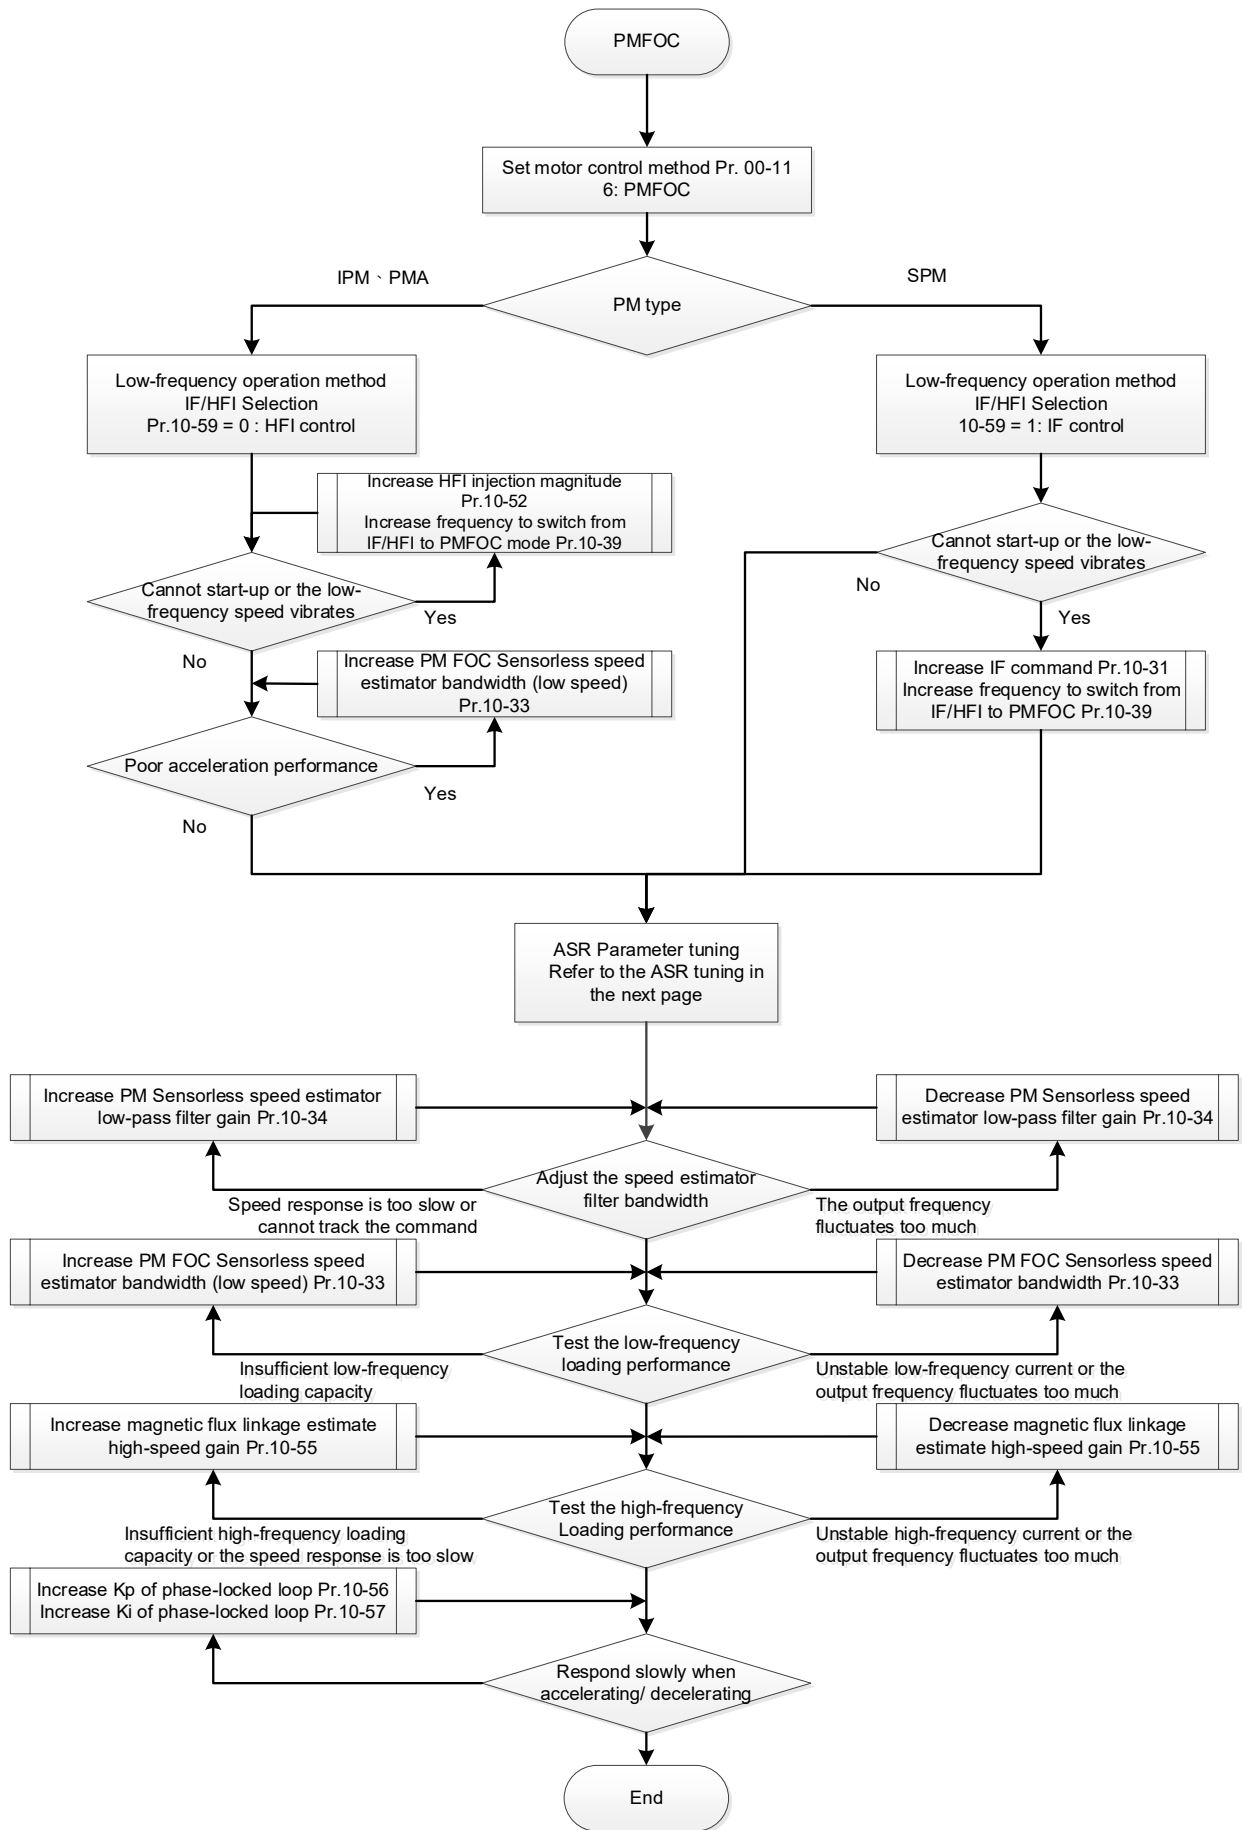 PMFOC
Set motor control method Pr. 00-11
6: PMFOC
IPM、PMA
SPM
PM type
Low-frequency operation method
IF/HFI Selection
Pr.10-59 = 0 : HFI control
Low-frequency operation method
IF/HFI Selection
10-59 = 1: IF control
Increase HFI injection magnitude
Pr.10-52
Increase frequency to switch from
IF/HFI to PMFOC mode Pr.10-39
Cannot start-up or the low-
frequency speed vibrates
No
Cannot start-up or the low-
frequency speed vibrates
Yes
Yes
No
Increase PM FOC Sensorless speed
estimator bandwidth (low speed)
Pr.10-33
Increase IF command Pr.10-31
Increase frequency to switch from
IF/HFI to PMFOC Pr.10-39
Poor acceleration performance
Yes
No
ASR Parameter tuning
Refer to the ASR tuning in
the next page
Increase PM Sensorless speed estimator
low-pass filter gain Pr.10-34
Decrease PM Sensorless speed
estimator low-pass filter gain Pr.10-34
Adjust the speed estimator
filter bandwidth
Speed response is too slow or
cannot track the command
The output frequency
fluctuates too much
Increase PM FOC Sensorless speed
estimator bandwidth (low speed) Pr.10-33
Decrease PM FOC Sensorless speed
estimator bandwidth Pr.10-33
Test the low-frequency
loading performance
Insufficient low-frequency
loading capacity
Unstable low-frequency current or the
output frequency fluctuates too much
Increase magnetic flux linkage estimate
high-speed gain Pr.10-55
Decrease magnetic flux linkage
estimate high-speed gain Pr.10-55
Test the high-frequency
Loading performance
Insufficient high-frequency loading
capacity or the speed response is too slow
Unstable high-frequency current or the
output frequency fluctuates too much
Increase Kp of phase-locked loop Pr.10-56
Increase Ki of phase-locked loop Pr.10-57
Respond slowly when
accelerating/ decelerating
End